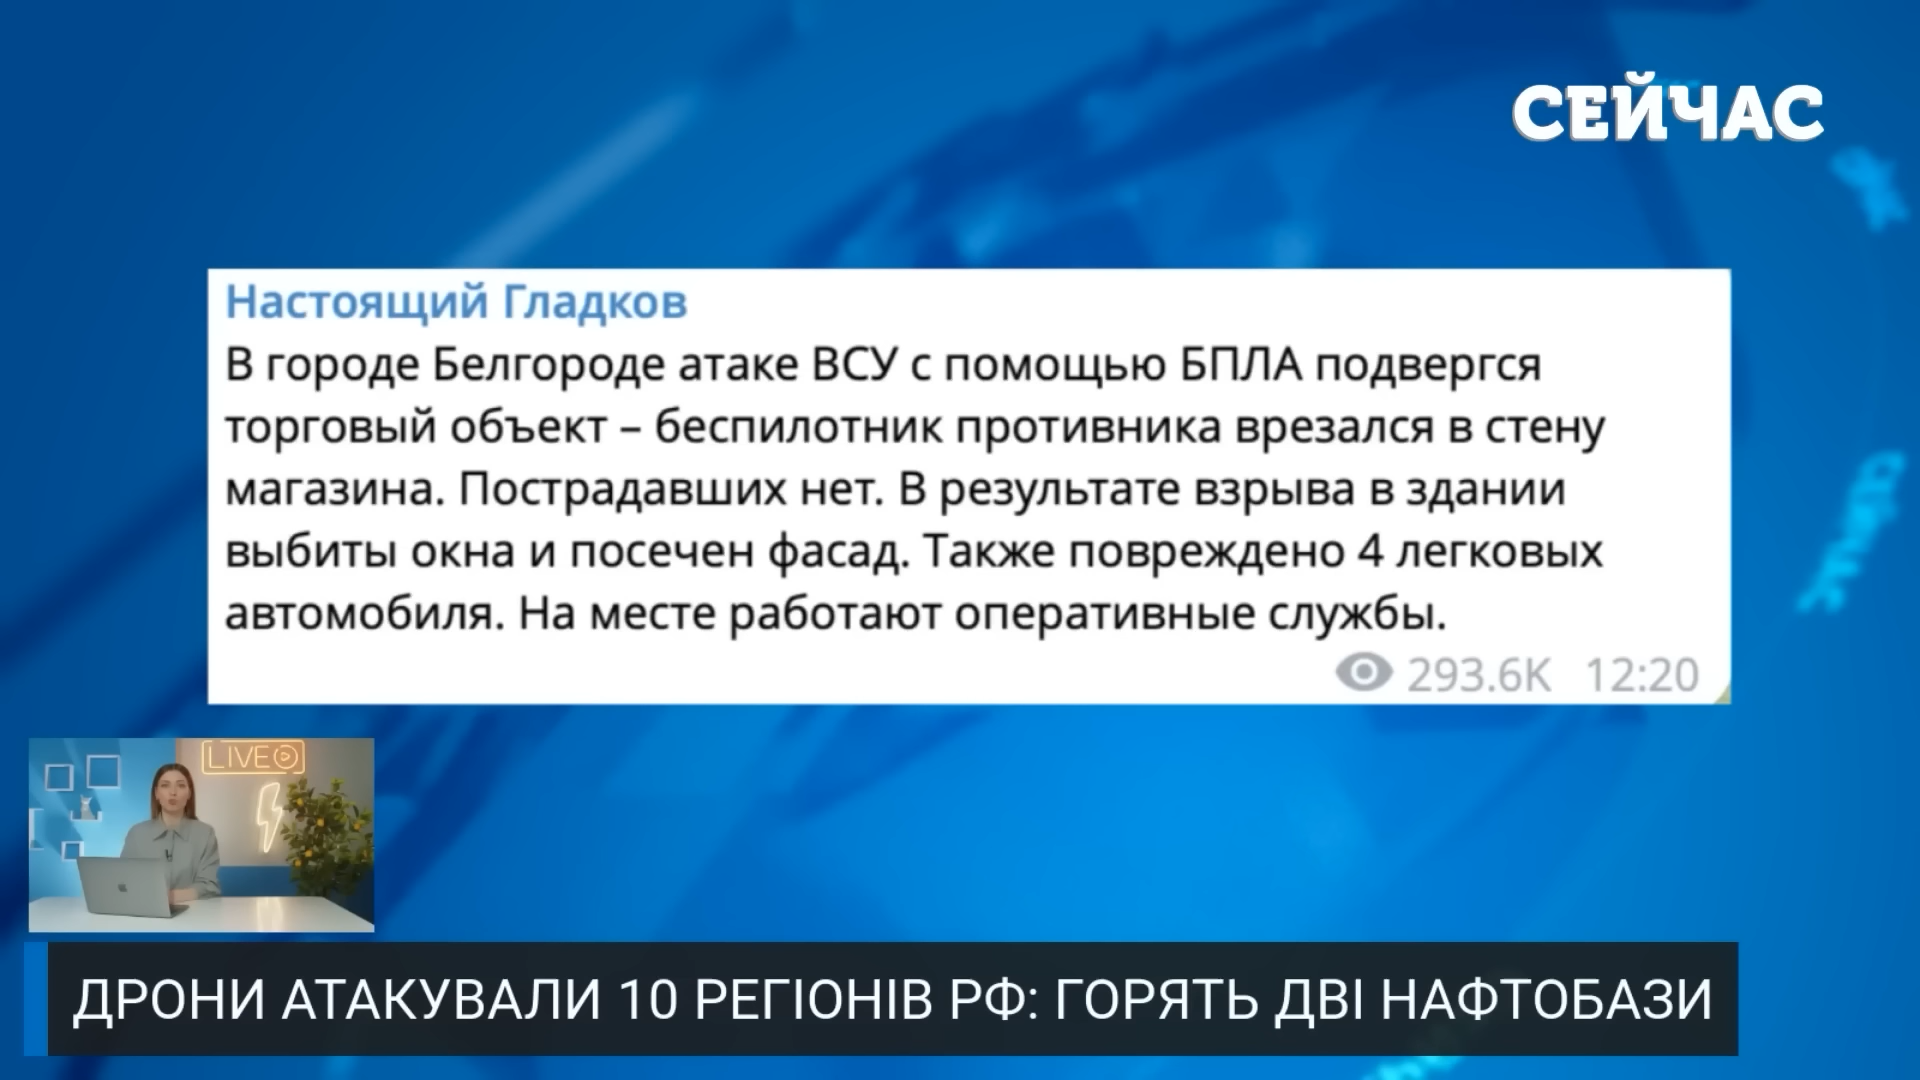 СЕЙЧАС
Настоящий Гладков
В городе Белгороде атаке ВСУ с помощью БПЛА подвергся
торговый объект – беспилотник противника врезался в стену
магазина. Пострадавших нет. В результате взрыва в здании
выбиты окна и посечен фасад. Также повреждено 4 легковых
автомобиля. На месте работают оперативные службы.
293.6K 12:20
LIVE
ДРОНИ АТАКУВАЛИ 10 РЕГІОНІВ РФ: ГОРЯТЬ ДВІ НАФТОБАЗИ